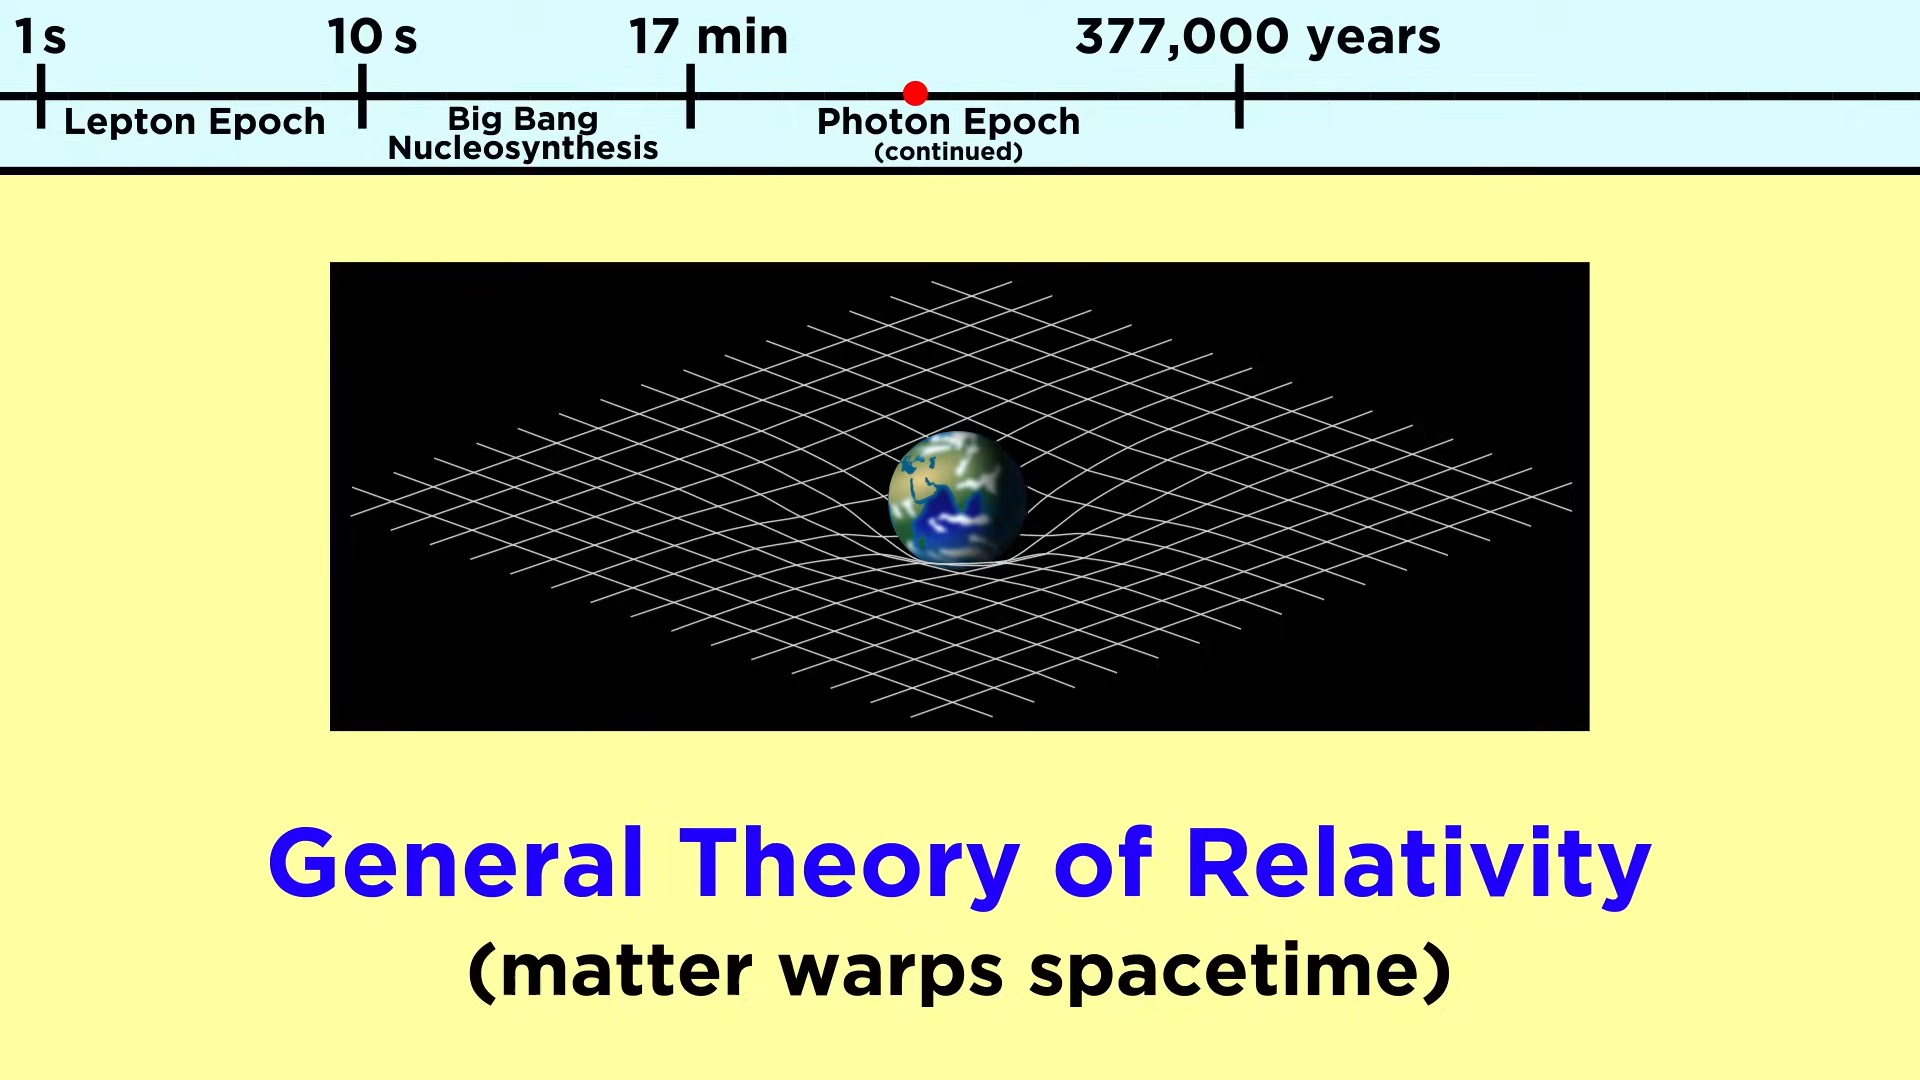 1s 10 s 17 min 377,000 years
Lepton Epoch
Big Bang
Nucleosynthesis
Photon Epoch
(continued)
General Theory of Relativity
(matter warps spacetime)